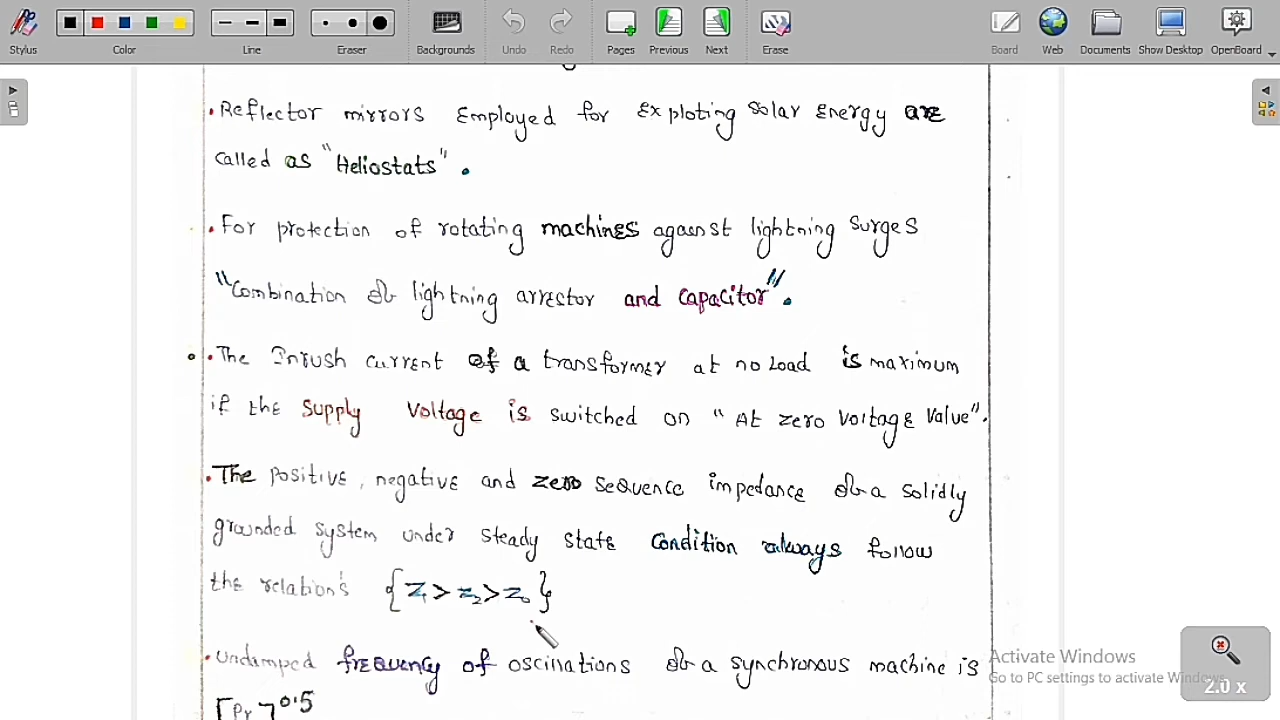 Stylus Color Line Eraser Backgrounds Undo Redo Pages Previous Next Erase Board Web Documents Show Desktop OpenBoard
• Reflector mirrors Employed for Exploting solar Energy are
called as "Heliostats".
• For protection of rotating machines against lightning surges
"Combination of lightning arrestor and capacitor".
• The Inrush current of a transformer at no Load is maximum
if the supply voltage is switched on "At zero voltage value".
• The positive, negative and zero sequence impedance of a solidly
grounded system under steady state condition always follow
the relation's {Z1 > Z2 > Z0}
• Undamped frequency of oscillations of a synchronous machine is
Activate Windows
Go to PC settings to activate Windows.
2.0 x